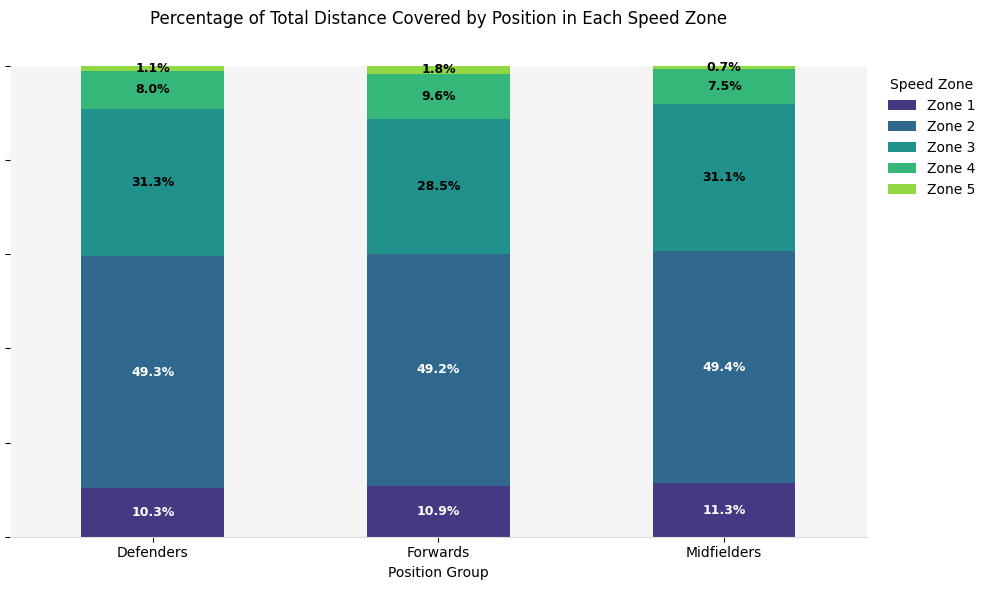 Percentage of Total Distance Covered by Position in Each Speed Zone
1.1%
1.8%
0.7%
8.0%
9.6%
7.5%
31.3%
28.5%
31.1%
49.3%
49.2%
49.4%
10.3%
10.9%
11.3%
Defenders
Forwards
Midfielders
Position Group
Speed Zone
Zone 1
Zone 2
Zone 3
Zone 4
Zone 5